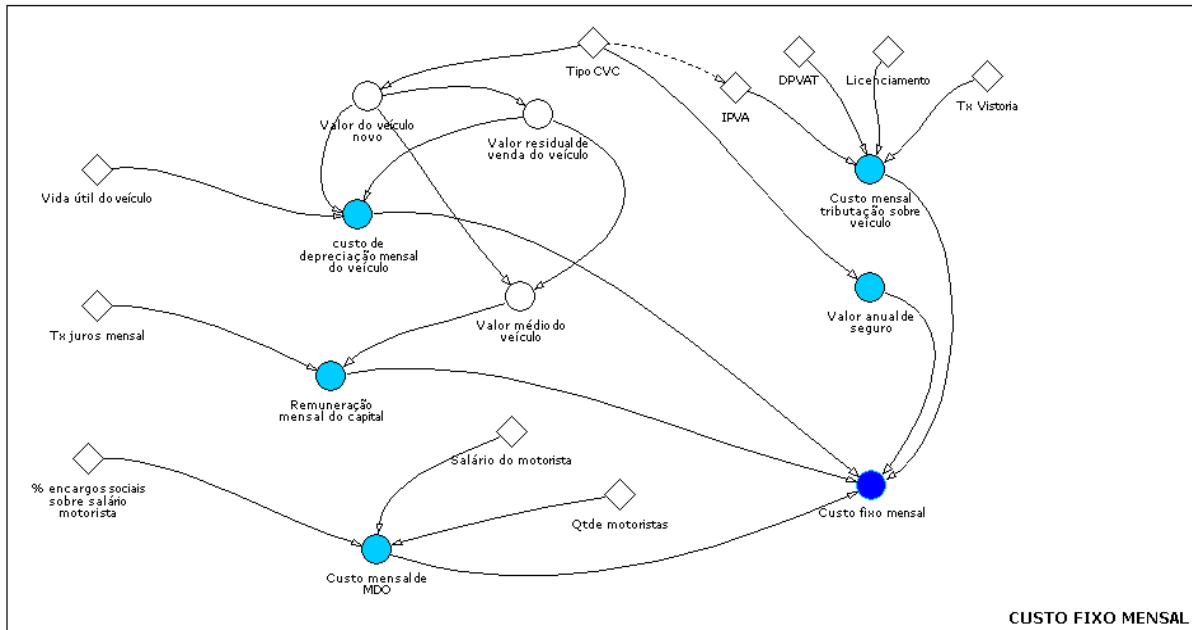 Tipo CVC
DPVAT
Licenciamento
Tx Vistoria
IPVA
Valor do veículo
novo
Valor residual de
venda do veículo
Vida útil do veículo
Custo mensal
tributação sobre
veículo
custo de
depreciação mensal
do veículo
Tx juros mensal
Valor médio do
veículo
Valor anual de
seguro
Remuneração
mensal do capital
Salário do motorista
% encargos sociais
sobre salário
motorista
Qtde motoristas
Custo fixo mensal
Custo mensal de
MDO
CUSTO FIXO MENSAL